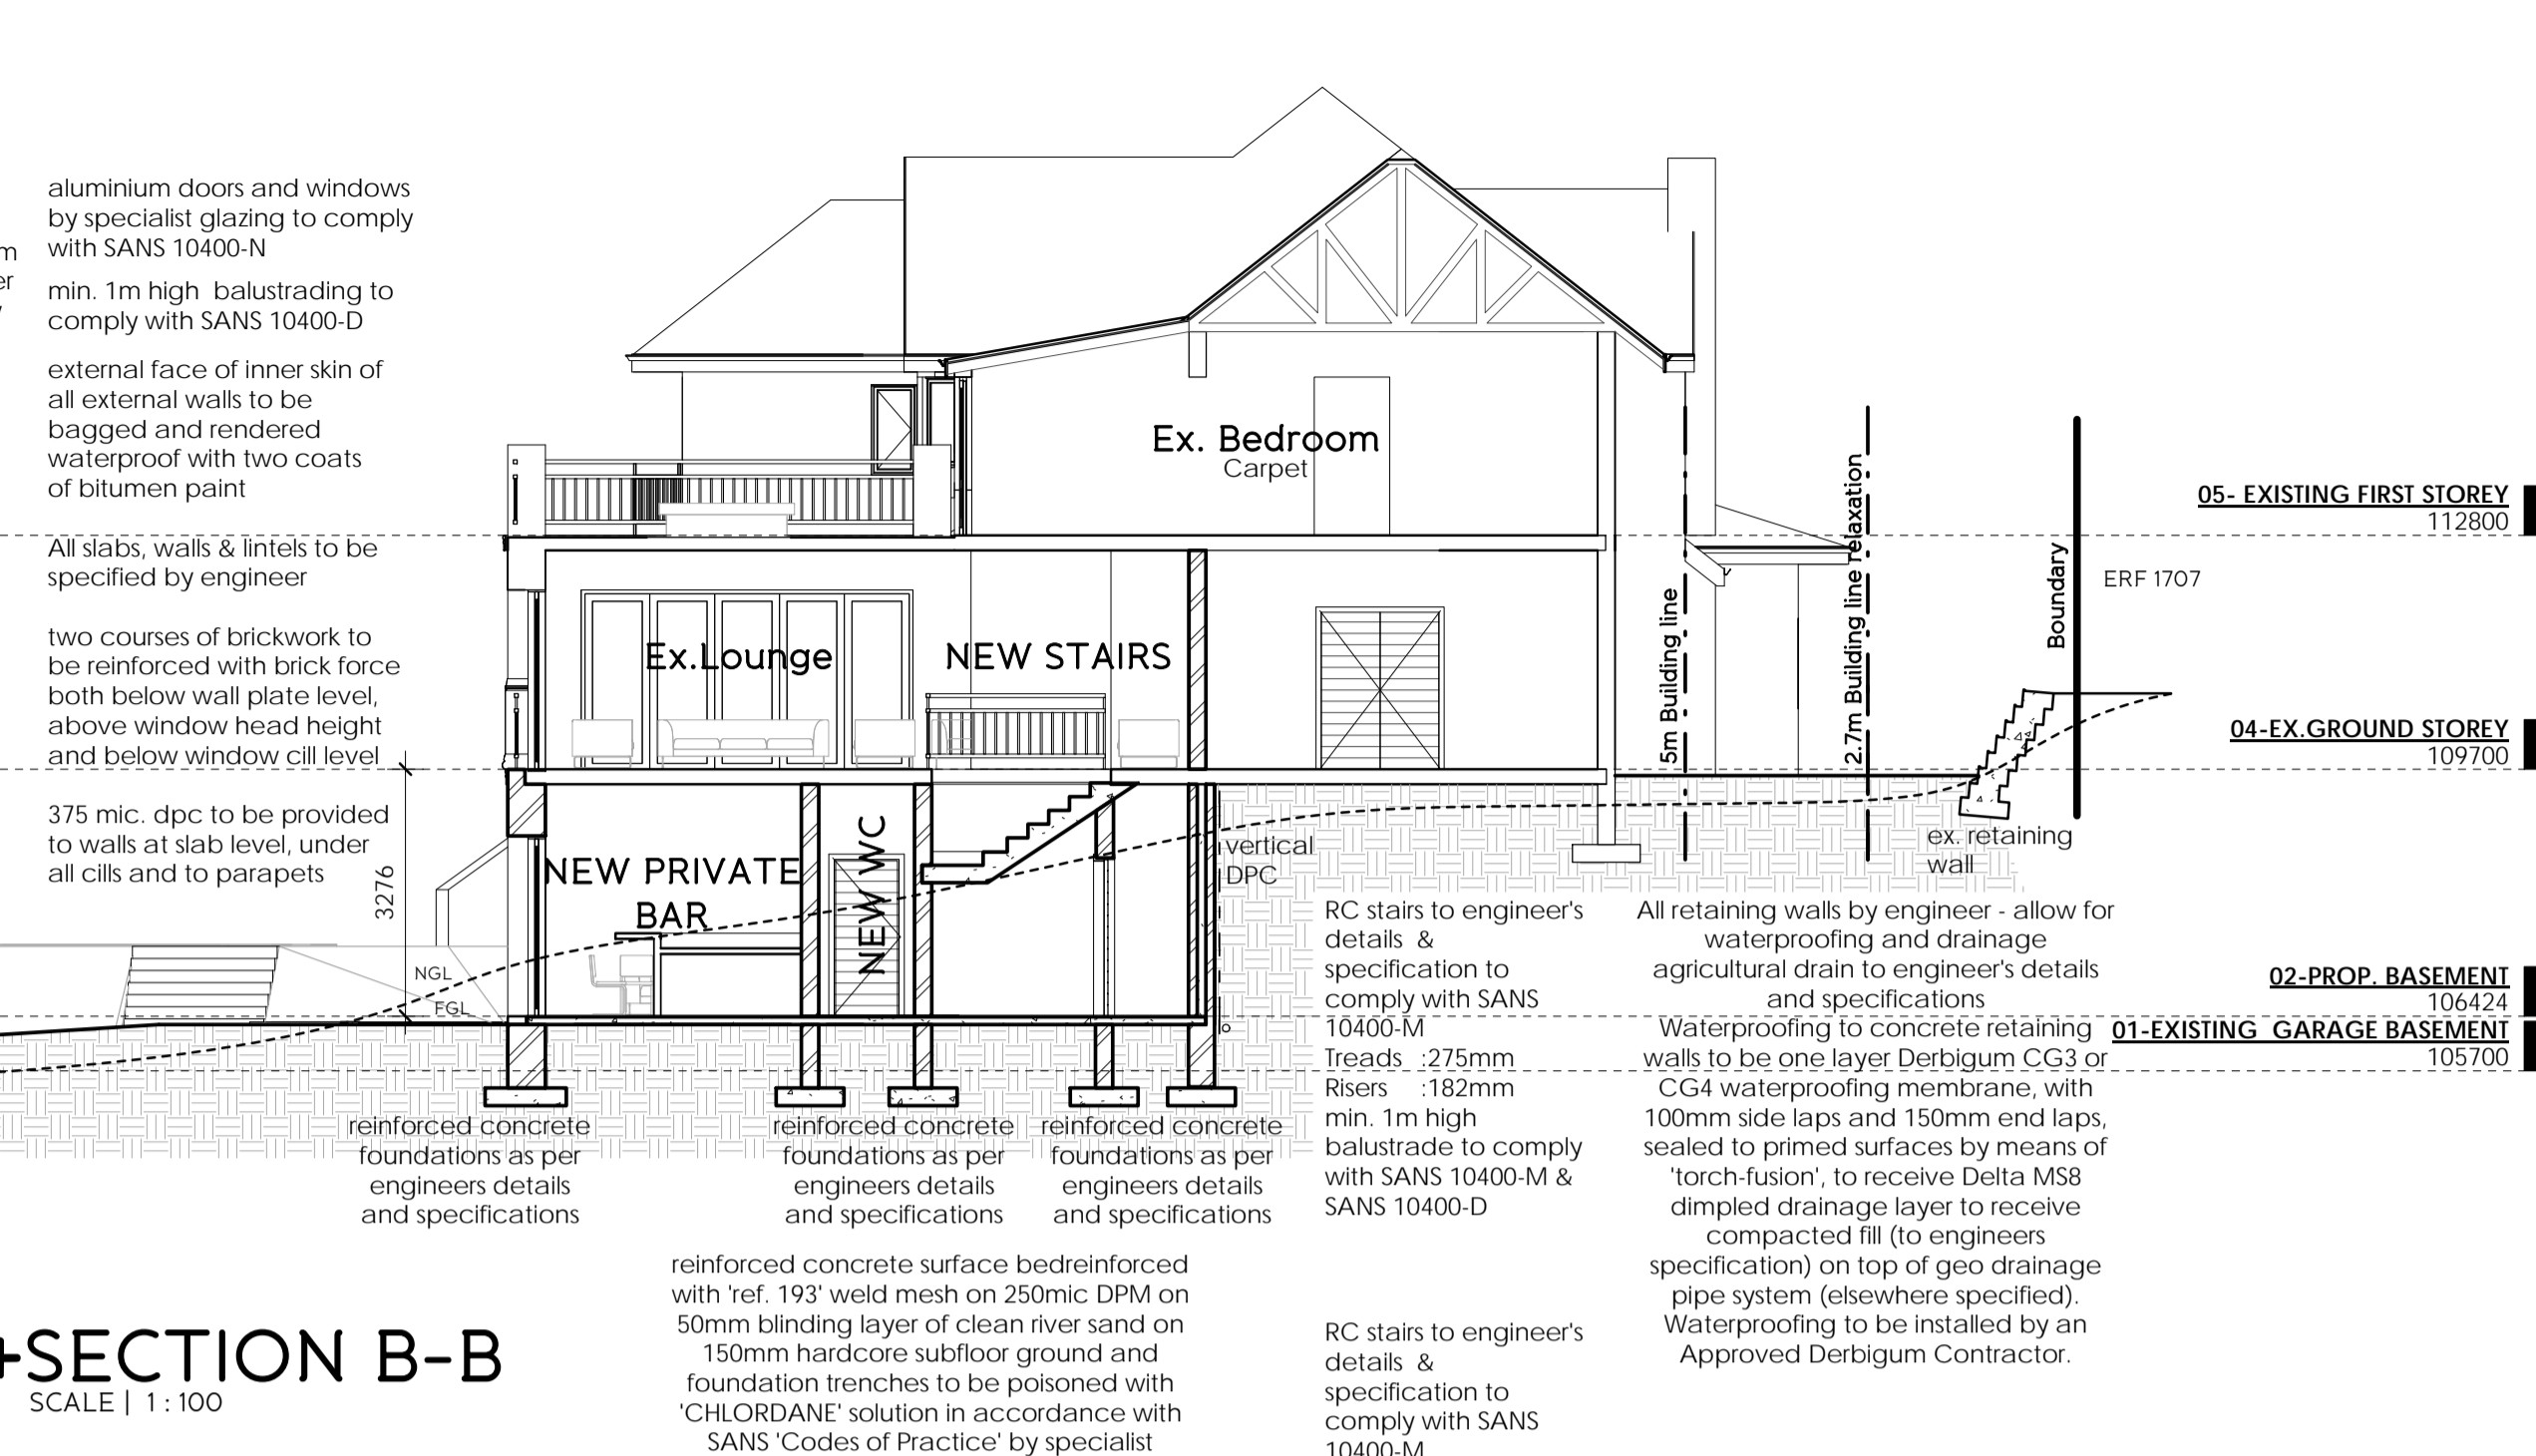 aluminium doors and windows
by specialist glazing to comply
with SANS 10400-N
min. 1m high balustrading to
comply with SANS 10400-D
external face of inner skin of
all external walls to be
bagged and rendered
waterproof with two coats
of bitumen paint
All slabs, walls & lintels to be
specified by engineer
two courses of brickwork to
be reinforced with brick force
both below wall plate level,
above window head height
and below window cill level
375 mic. dpc to be provided
to walls at slab level, under
all cills and to parapets
3276
NGL
FGL
Ex. Bedroom
Carpet
Ex.Lounge
NEW STAIRS
NEW PRIVATE
BAR
NEW WC
vertical
DPC
5m Building line
2.7m Building line relaxation
Boundary
ERF 1707
ex. retaining
wall
05- EXISTING FIRST STOREY
112800
04-EX.GROUND STOREY
109700
02-PROP. BASEMENT
106424
01-EXISTING GARAGE BASEMENT
105700
reinforced concrete
foundations as per
engineers details
and specifications
reinforced concrete
foundations as per
engineers details
and specifications
reinforced concrete
foundations as per
engineers details
and specifications
reinforced concrete surface bedreinforced
with 'ref. 193' weld mesh on 250mic DPM on
50mm blinding layer of clean river sand on
150mm hardcore subfloor ground and
foundation trenches to be poisoned with
'CHLORDANE' solution in accordance with
SANS 'Codes of Practice' by specialist
RC stairs to engineer's
details &
specification to
comply with SANS
10400-M
Treads :275mm
Risers :182mm
min. 1m high
balustrade to comply
with SANS 10400-M &
SANS 10400-D
RC stairs to engineer's
details &
specification to
comply with SANS
10400-M
All retaining walls by engineer - allow for
waterproofing and drainage
agricultural drain to engineer's details
and specifications
Waterproofing to concrete retaining
walls to be one layer Derbigum CG3 or
CG4 waterproofing membrane, with
100mm side laps and 150mm end laps,
sealed to primed surfaces by means of
'torch-fusion', to receive Delta MS8
dimpled drainage layer to receive
compacted fill (to engineers
specification) on top of geo drainage
pipe system (elsewhere specified).
Waterproofing to be installed by an
Approved Derbigum Contractor.
SECTION B-B
SCALE | 1 : 100